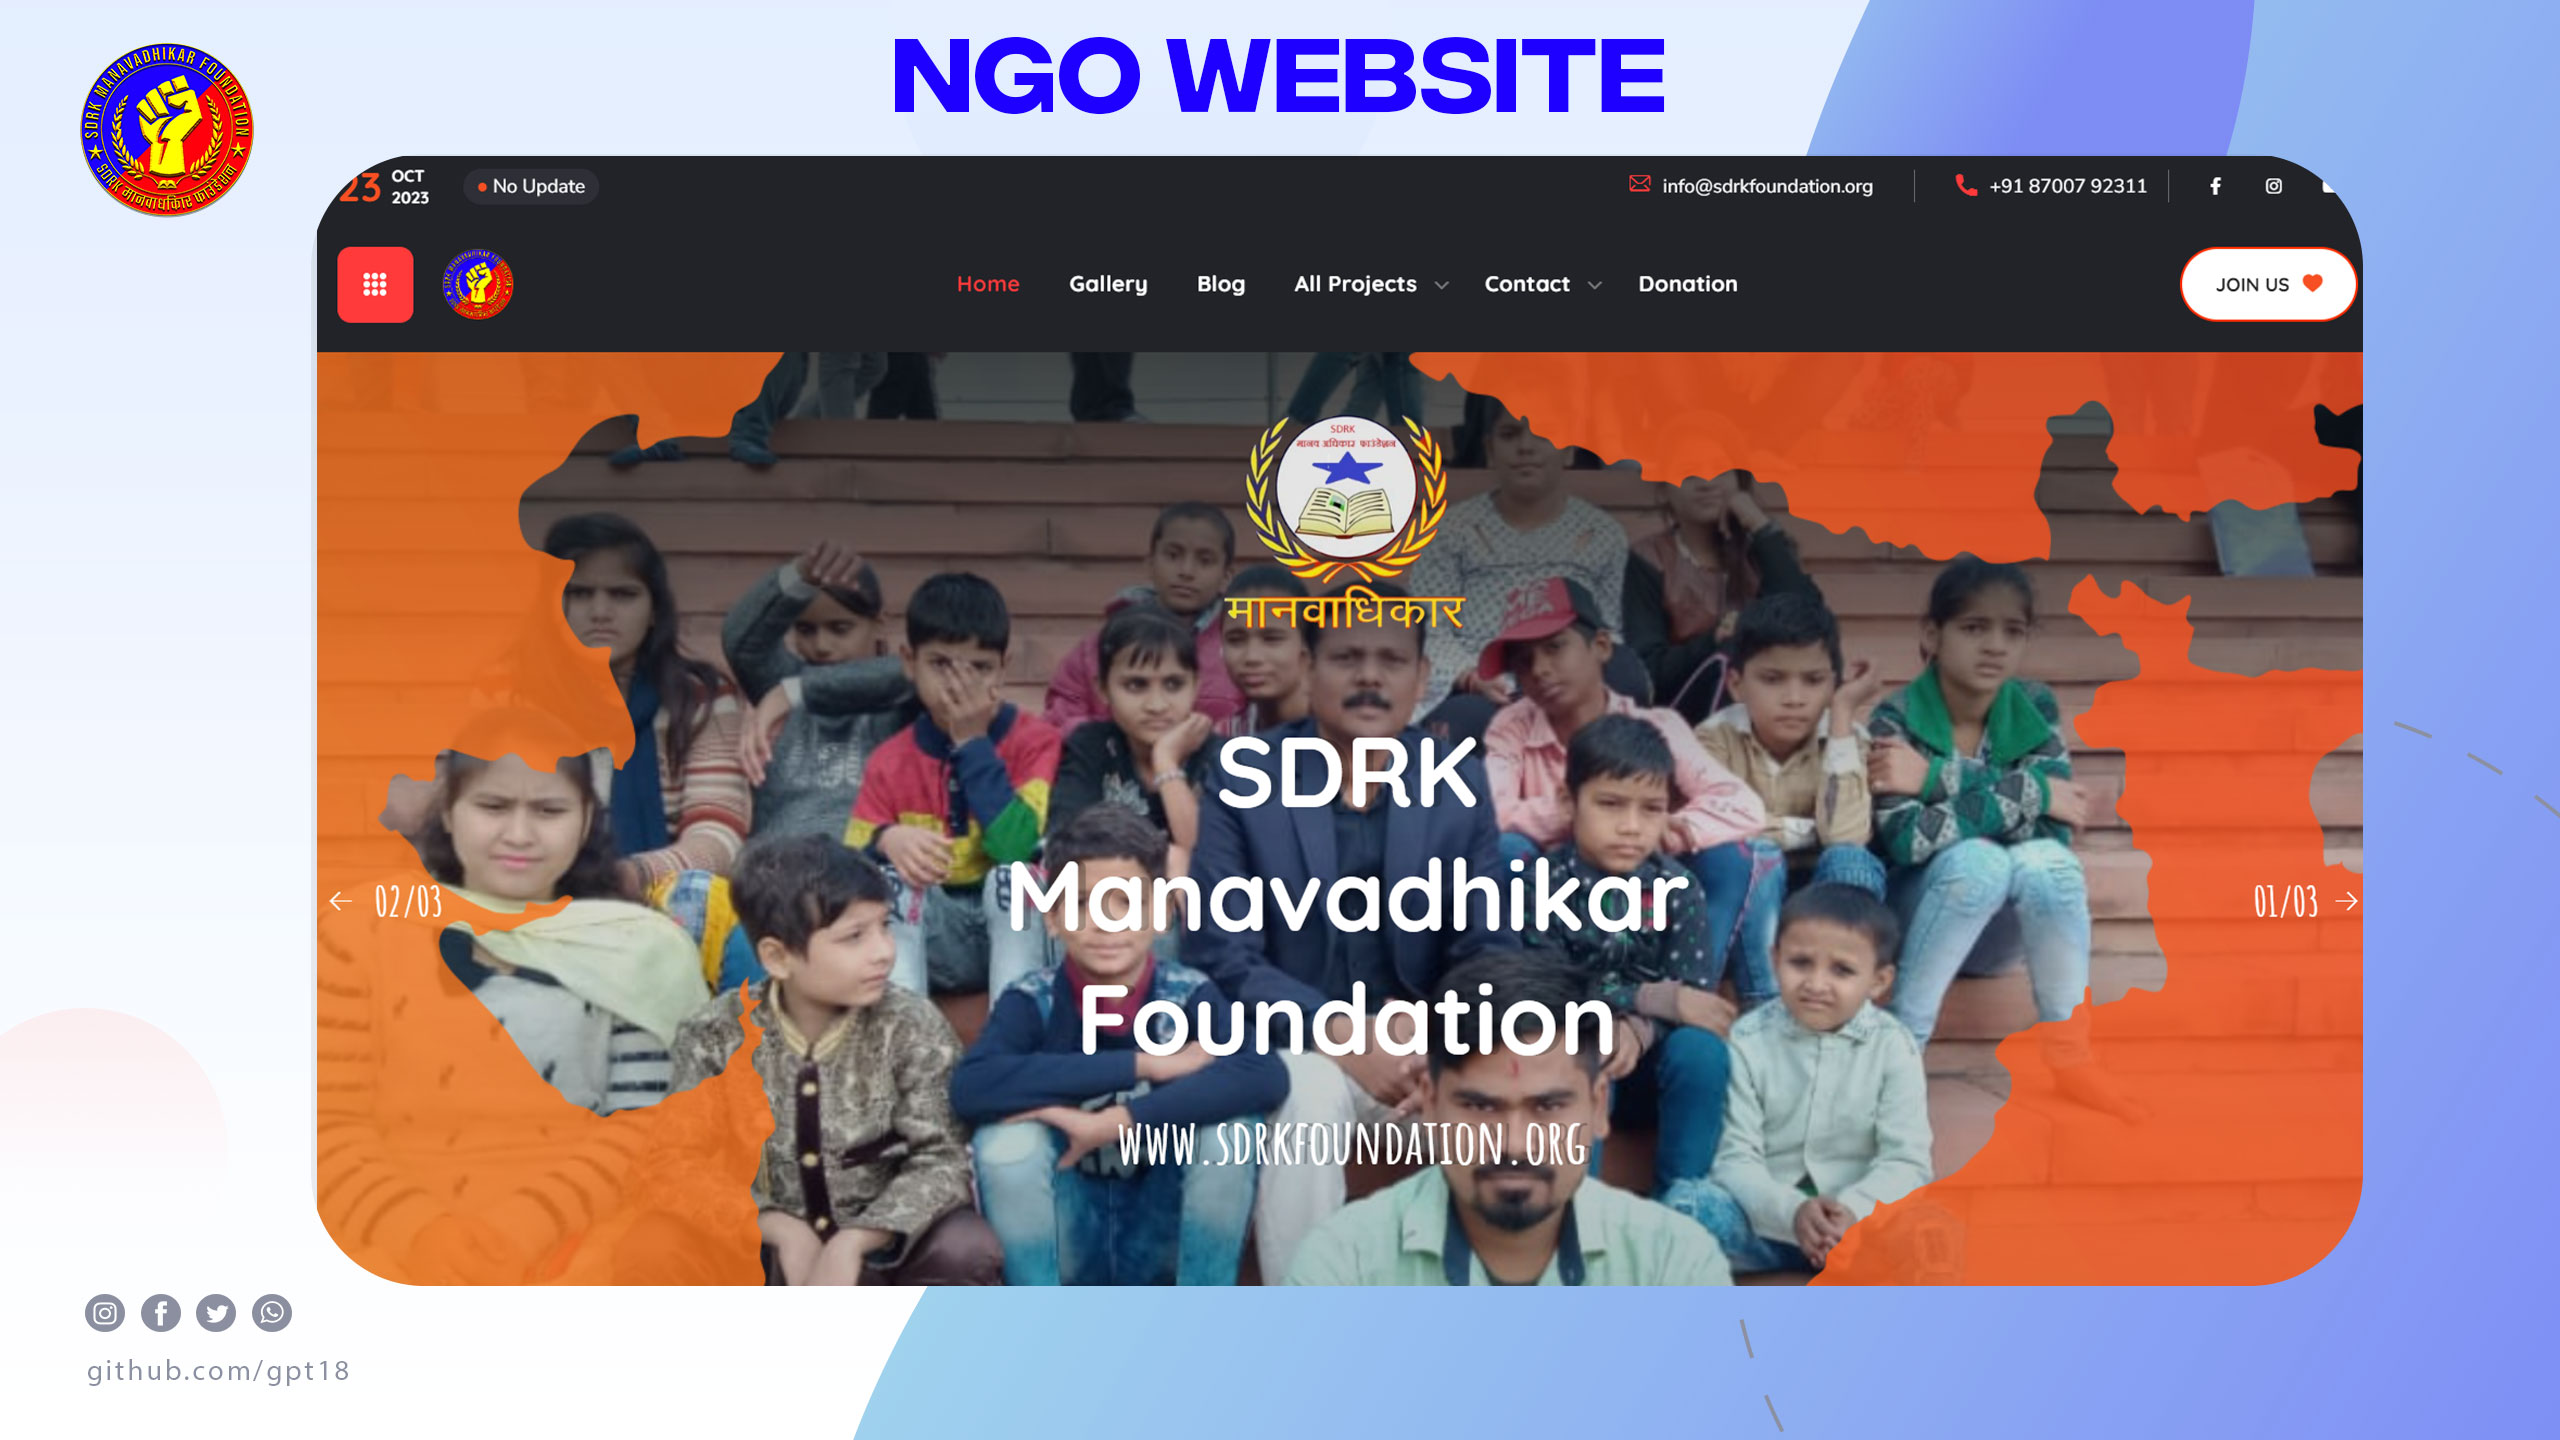 NGO WEBSITE
SDRK MANAVADHIKAR FOUNDATION
SDRK मानवाधिकार फाउंडेशन
23 OCT 2023
No Update
info@sdrkfoundation.org
+91 87007 92311
Home
Gallery
Blog
All Projects
Contact
Donation
JOIN US
SDRK
मानव अधिकार फाउंडेशन
मानवाधिकार
SDRK
Manavadhikar
Foundation
WWW.SDRKFOUNDATION.ORG
02/03
01/03
github.com/gpt18